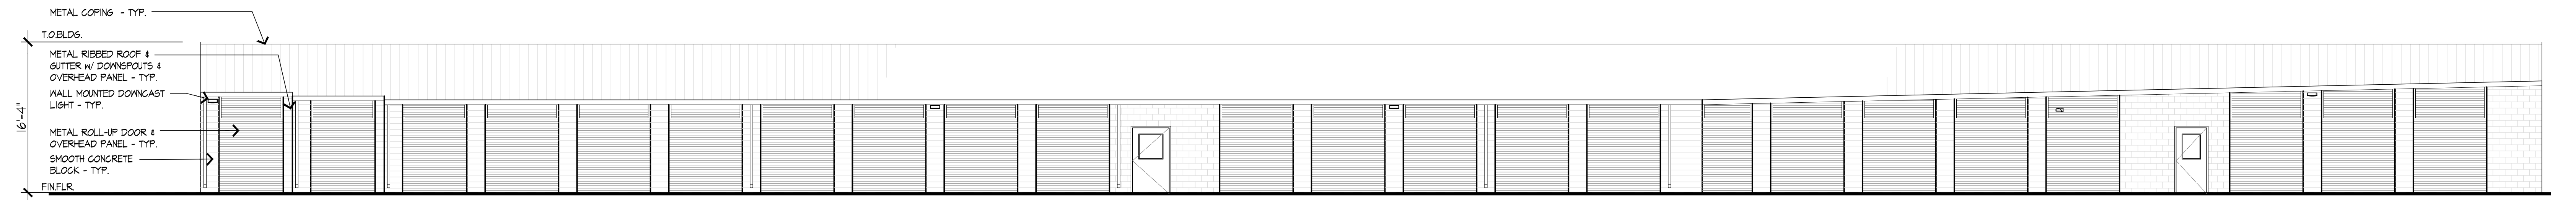 METAL COPING - TYP.
T.O.BLDG.
METAL RIBBED ROOF &
GUTTER W/ DOWNSPOUTS &
OVERHEAD PANEL - TYP.
WALL MOUNTED DOWNCAST
LIGHT - TYP.
16'-4"
METAL ROLL-UP DOOR &
OVERHEAD PANEL - TYP.
SMOOTH CONCRETE
BLOCK - TYP.
FIN.FLR.